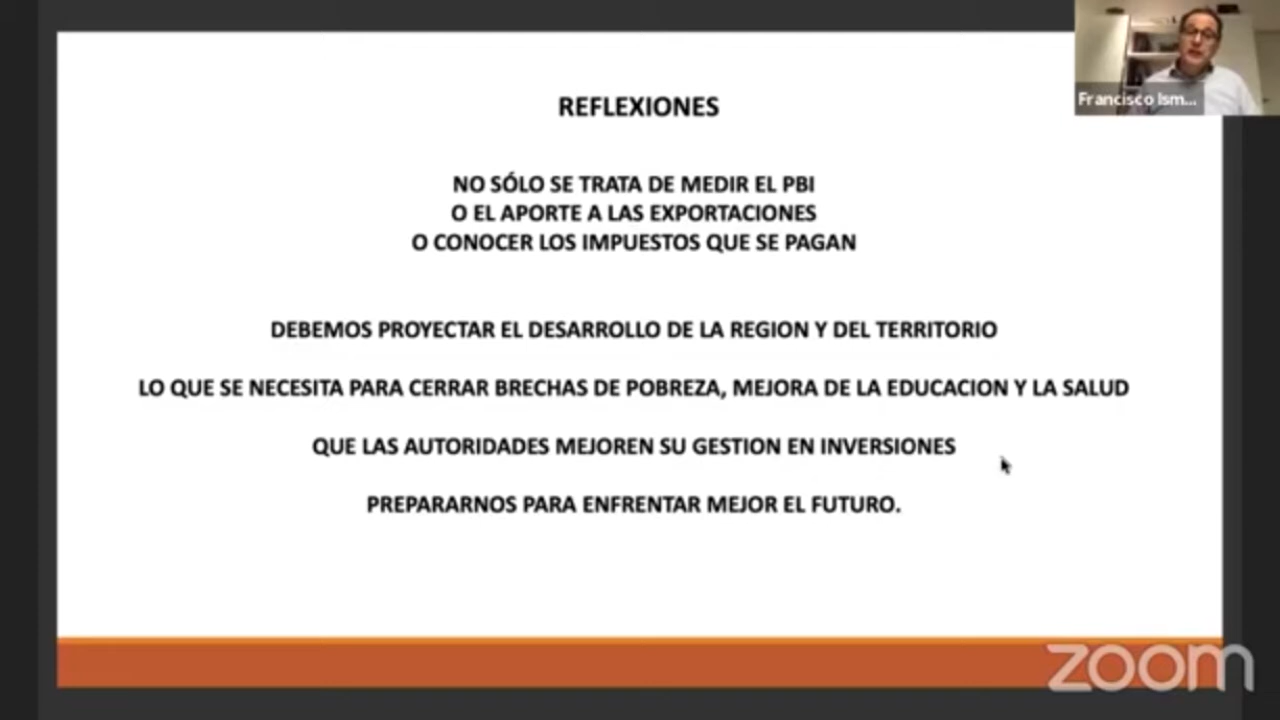 Francisco Ism...
REFLEXIONES
NO SÓLO SE TRATA DE MEDIR EL PBI
O EL APORTE A LAS EXPORTACIONES
O CONOCER LOS IMPUESTOS QUE SE PAGAN
DEBEMOS PROYECTAR EL DESARROLLO DE LA REGION Y DEL TERRITORIO
LO QUE SE NECESITA PARA CERRAR BRECHAS DE POBREZA, MEJORA DE LA EDUCACION Y LA SALUD
QUE LAS AUTORIDADES MEJOREN SU GESTION EN INVERSIONES
PREPARARNOS PARA ENFRENTAR MEJOR EL FUTURO.
zoom